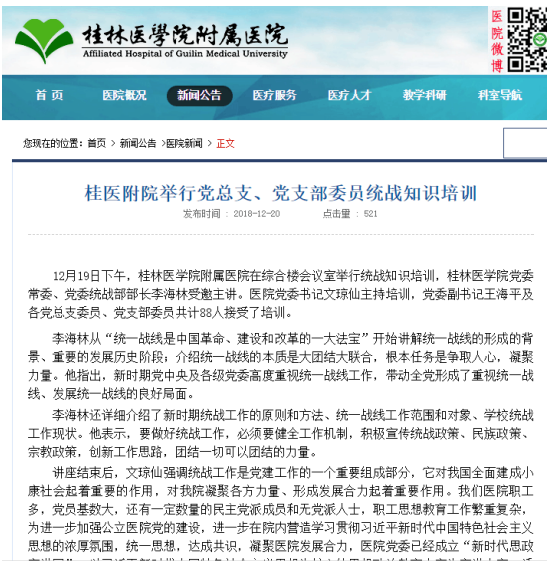 桂林医学院附属医院
Affiliated Hospital of Guilin Medical University
医院微博
首 页 医院概况 新闻公告 医疗服务 医疗人才 教学科研 科室导航
您现在的位置：首页 > 新闻公告 >医院新闻 > 正文
桂医附院举行党总支、党支部委员统战知识培训
发布时间 : 2018-12-20 点击量 : 521
12月19日下午，桂林医学院附属医院在综合楼会议室举行统战知识培训，桂林医学院党委
常委、党委统战部部长李海林受邀主讲。医院党委书记文琼仙主持培训，党委副书记王海平及
各党总支委员、党支部委员共计88人接受了培训。
李海林从“统一战线是中国革命、建设和改革的一大法宝”开始讲解统一战线的形成的背
景、重要的发展历史阶段；介绍统一战线的本质是大团结大联合，根本任务是争取人心，凝聚
力量。他指出，新时期党中央及各级党委高度重视统一战线工作，带动全党形成了重视统一战
线、发展统一战线的良好局面。
李海林还详细介绍了新时期统战工作的原则和方法、统一战线工作范围和对象、学校统战
工作现状。他表示，要做好统战工作，必须要健全工作机制，积极宣传统战政策、民族政策、
宗教政策，创新工作思路，团结一切可以团结的力量。
讲座结束后，文琼仙强调统战工作是党建工作的一个重要组成部分，它对我国全面建成小
康社会起着重要的作用，对我院凝聚各方力量、形成发展合力起着重要作用。我们医院职工
多，党员基数大，还有一定数量的民主党派成员和无党派人士，职工思想教育工作繁重复杂，
为进一步加强公立医院党的建设，进一步在院内营造学习贯彻习近平新时代中国特色社会主义
思想的浓厚氛围，统一思想，达成共识，凝聚医院发展合力，医院党委已经成立“新时代思政